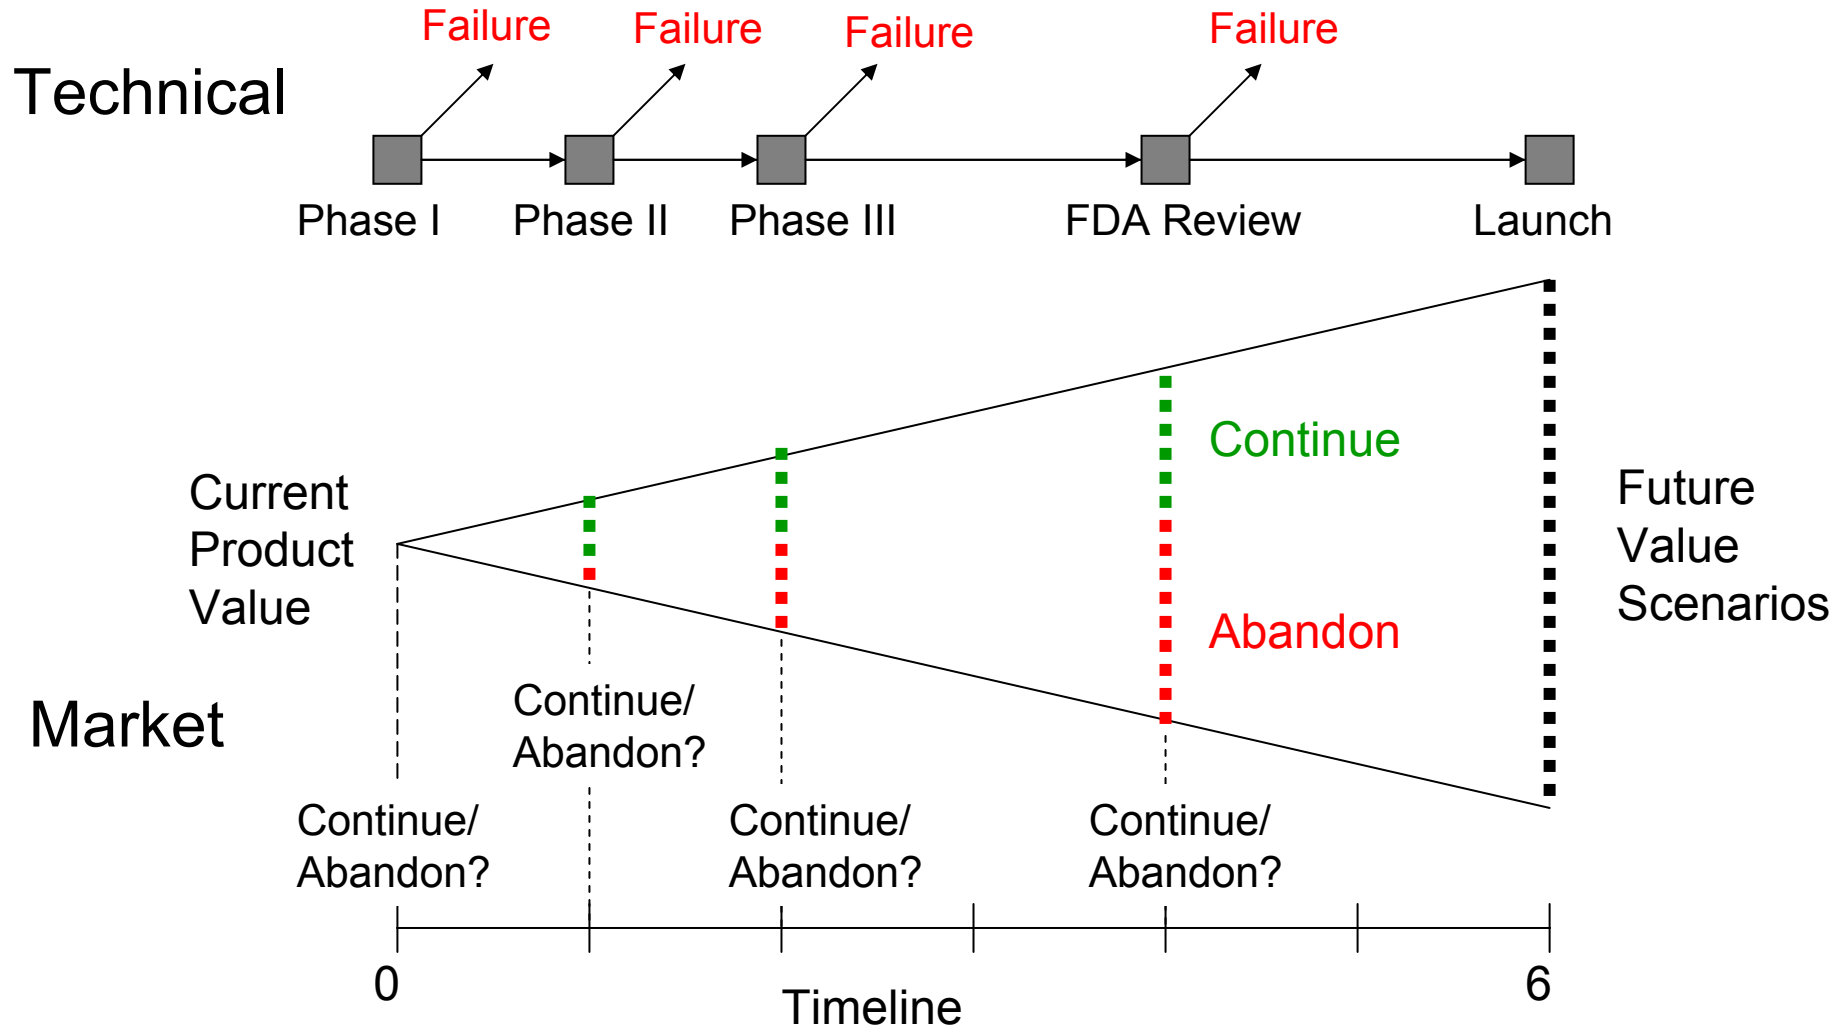 Failure
Failure
Failure
Failure
Technical
Phase I
Phase II
Phase III
FDA Review
Launch
Continue
Abandon
Current
Product
Value
Future
Value
Scenarios
Market
Continue/
Abandon?
Continue/
Abandon?
Continue/
Abandon?
Continue/
Abandon?
0
6
Timeline